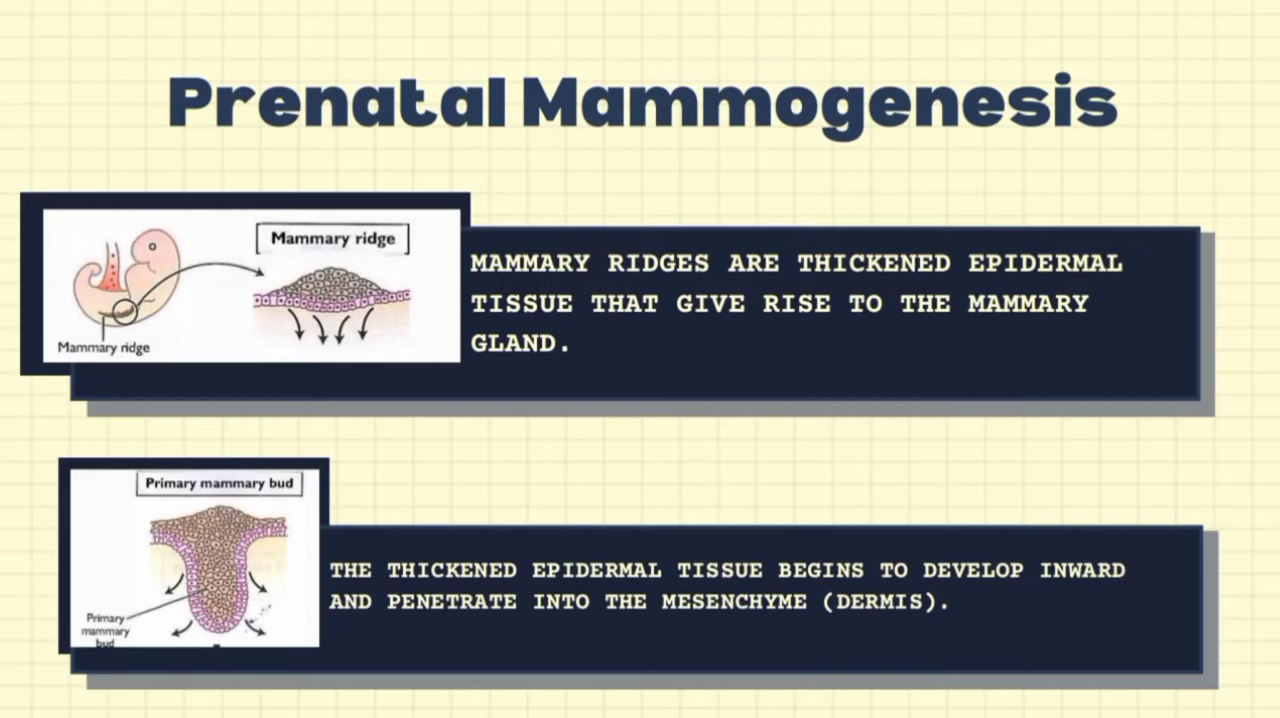 Prenatal Mammogenesis
Mammary ridge
Mammary ridge
MAMMARY RIDGES ARE THICKENED EPIDERMAL
TISSUE THAT GIVE RISE TO THE MAMMARY
GLAND.
Primary mammary bud
Primary
mammary
bud
THE THICKENED EPIDERMAL TISSUE BEGINS TO DEVELOP INWARD
AND PENETRATE INTO THE MESENCHYME (DERMIS).